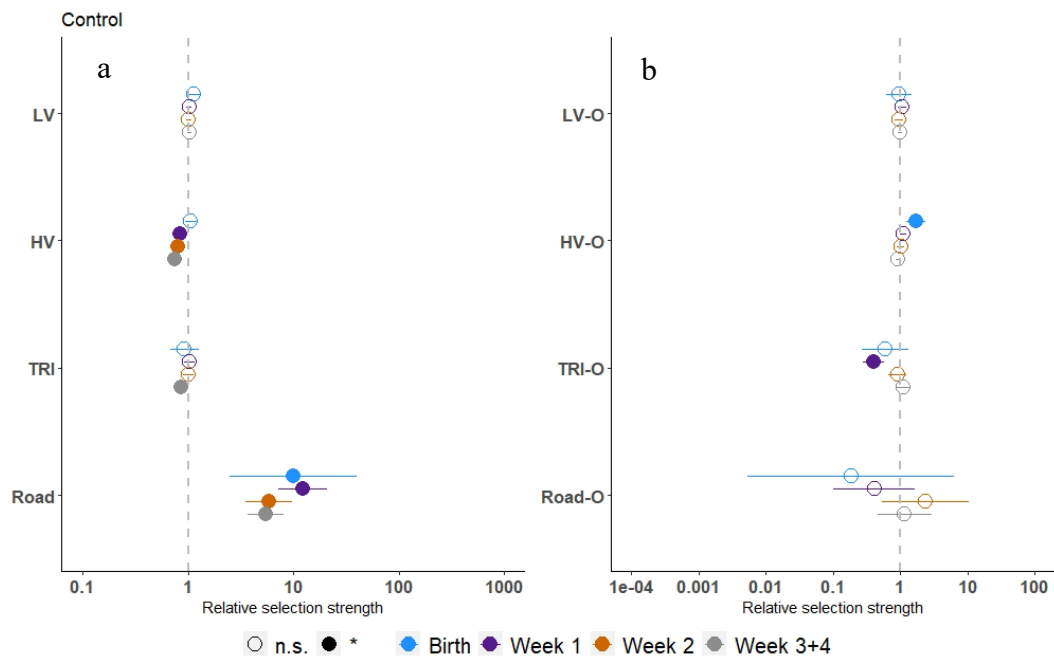 Control
a
b
LV
HV
TRI
Road
LV-O
HV-O
TRI-O
Road-O
0.1 1 10 100 1000
1e-04 0.001 0.01 0.1 1 10 100
Relative selection strength
Relative selection strength
n.s. * Birth Week 1 Week 2 Week 3+4